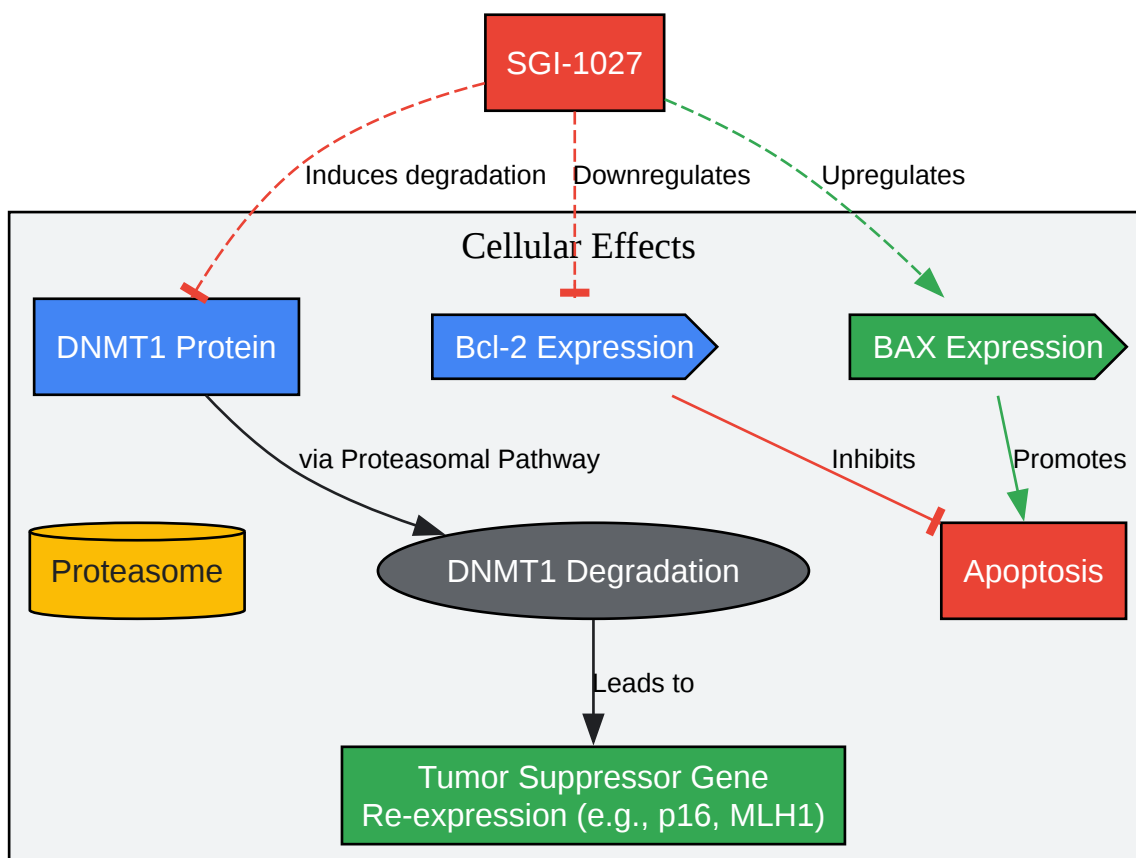 SGI-1027
Induces degradation
Downregulates
Upregulates
Cellular Effects
DNMT1 Protein
Bcl-2 Expression
BAX Expression
via Proteasomal Pathway
Inhibits
Promotes
Proteasome
DNMT1 Degradation
Apoptosis
Leads to
Tumor Suppressor Gene
Re-expression (e.g., p16, MLH1)